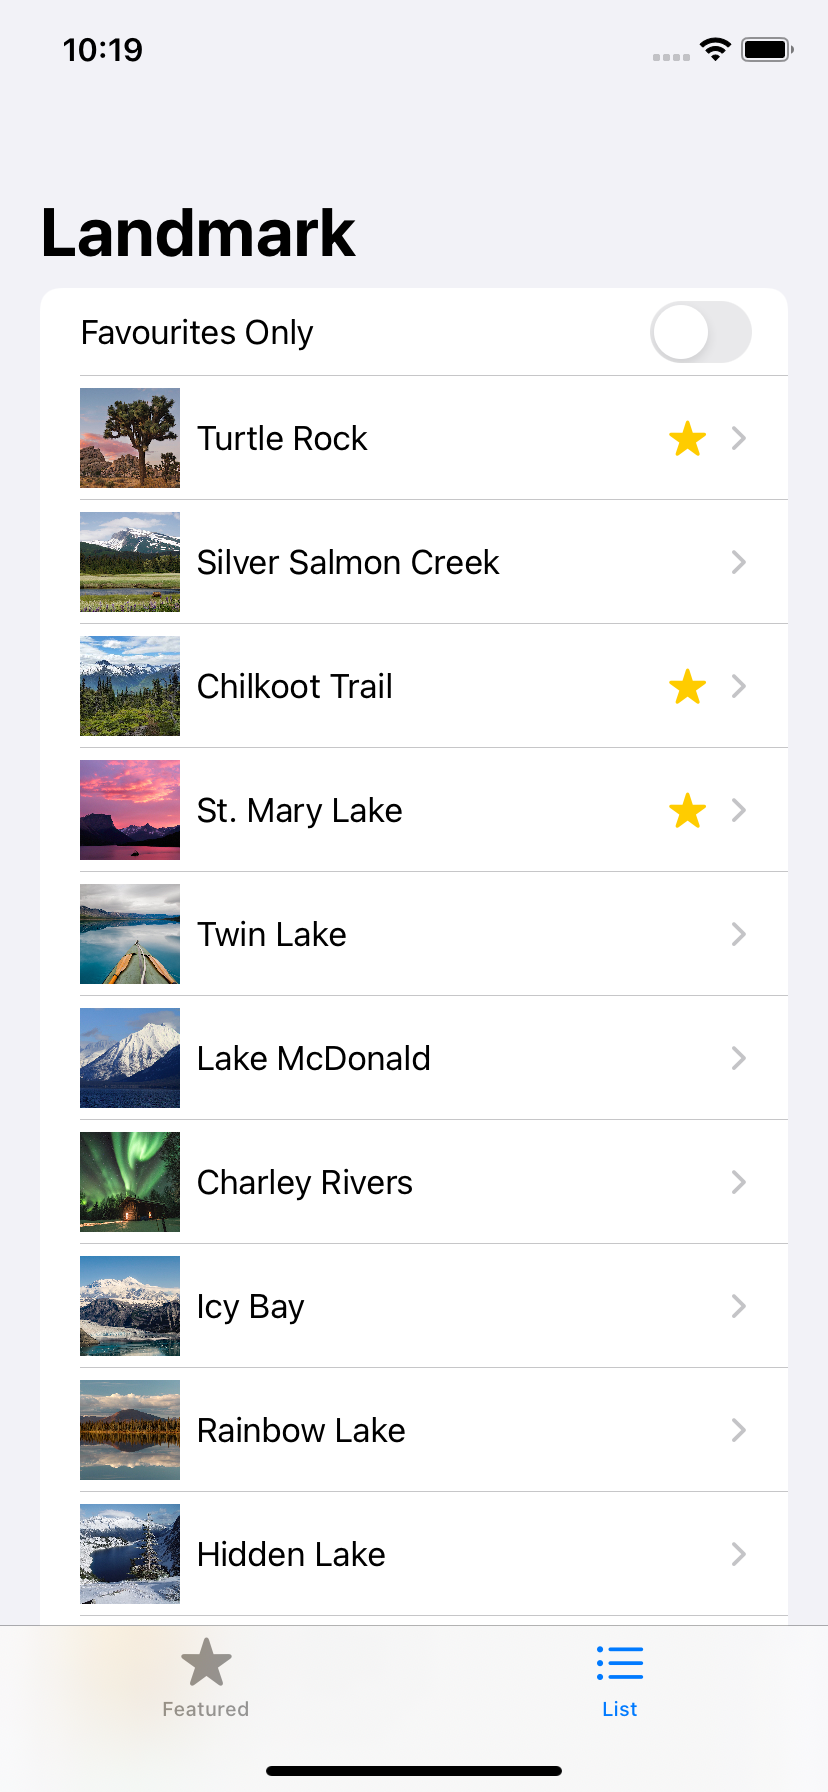 10:19
Landmark
Favourites Only
Turtle Rock
Silver Salmon Creek
Chilkoot Trail
St. Mary Lake
Twin Lake
Lake McDonald
Charley Rivers
Icy Bay
Rainbow Lake
Hidden Lake
Featured
List